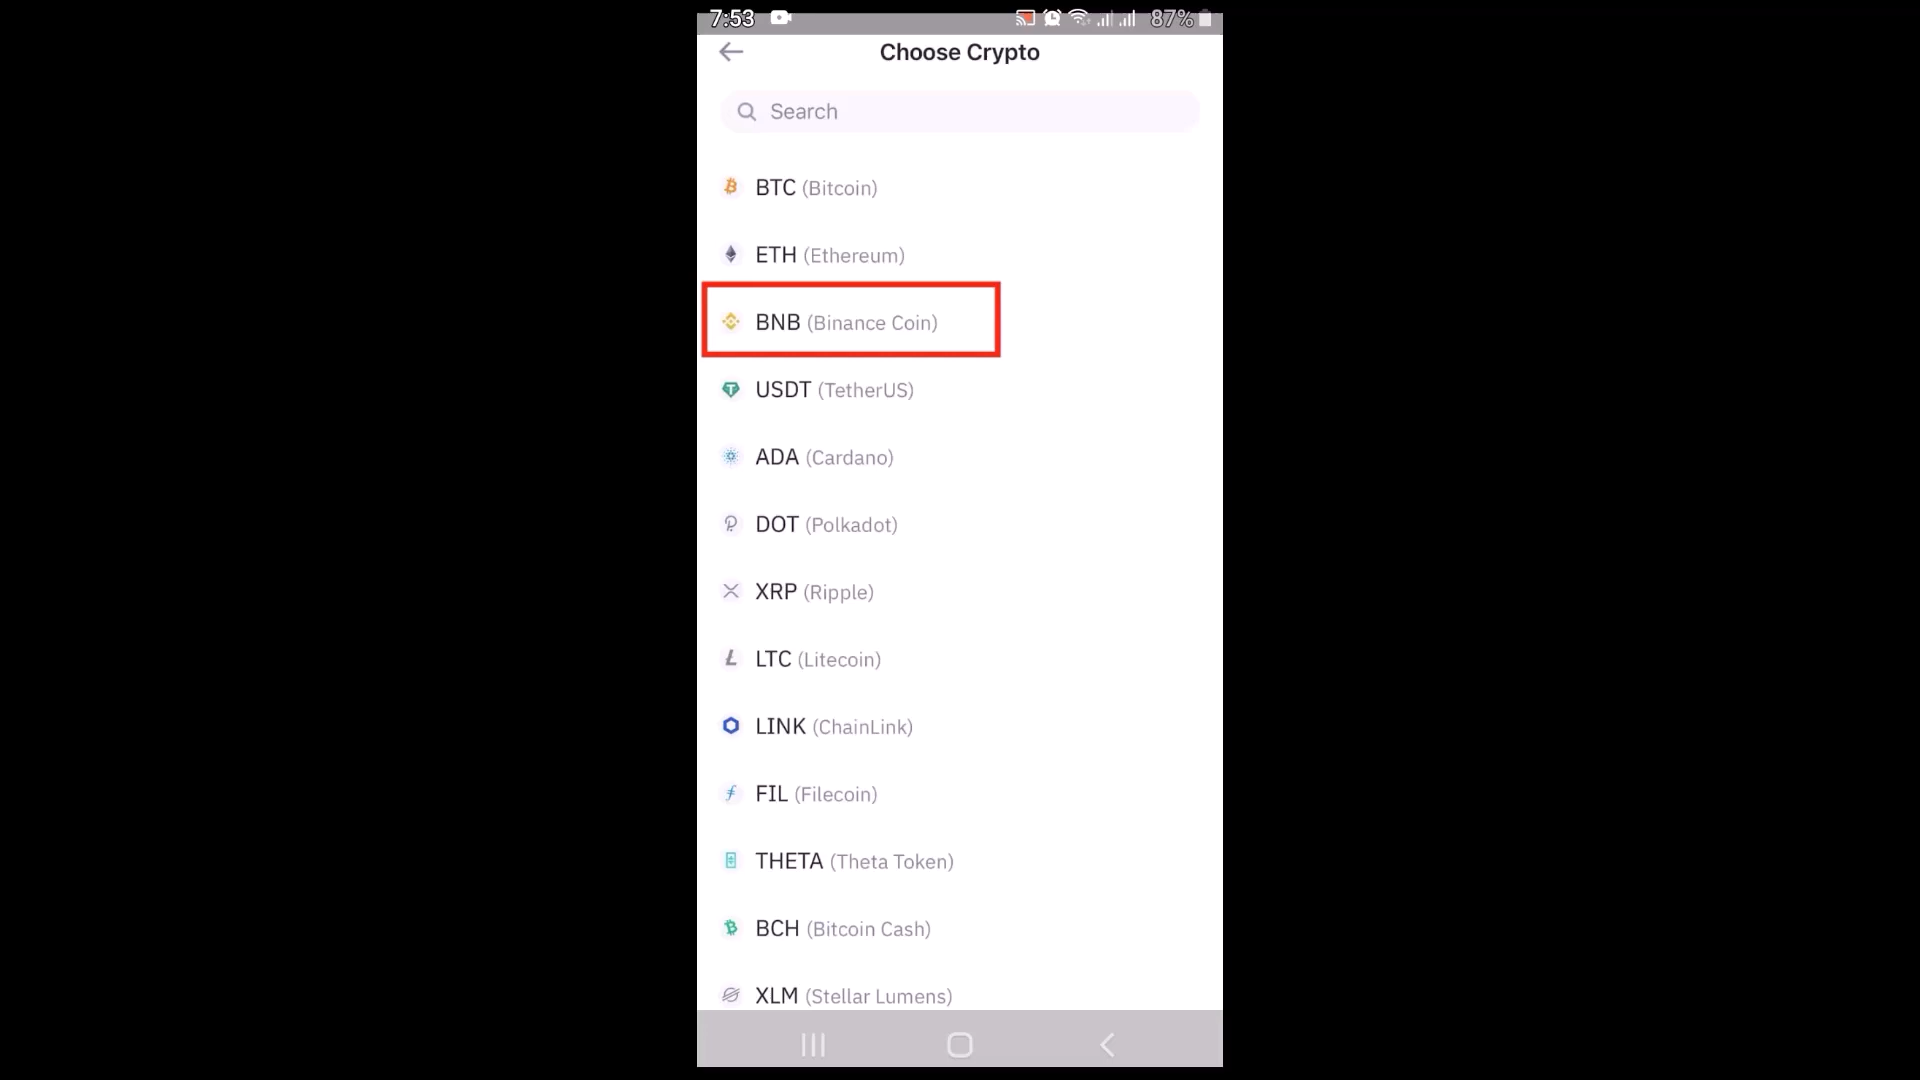 7:53 87%
Choose Crypto
Search
BTC (Bitcoin)
ETH (Ethereum)
BNB (Binance Coin)
USDT (TetherUS)
ADA (Cardano)
DOT (Polkadot)
XRP (Ripple)
LTC (Litecoin)
LINK (ChainLink)
FIL (Filecoin)
THETA (Theta Token)
BCH (Bitcoin Cash)
XLM (Stellar Lumens)